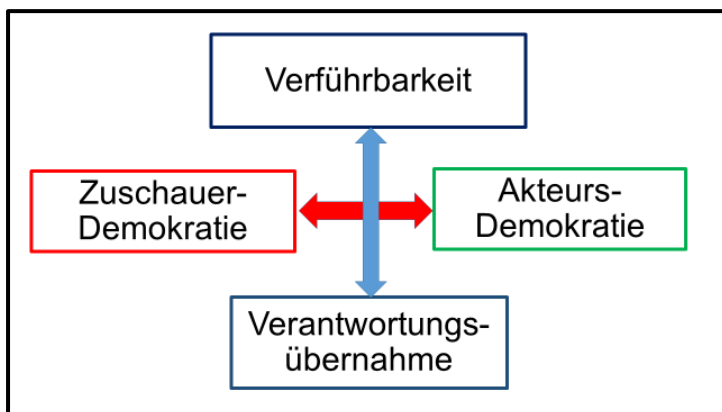 Verführbarkeit
Zuschauer-
Demokratie
Akteurs-
Demokratie
Verantwortungs-
übernahme